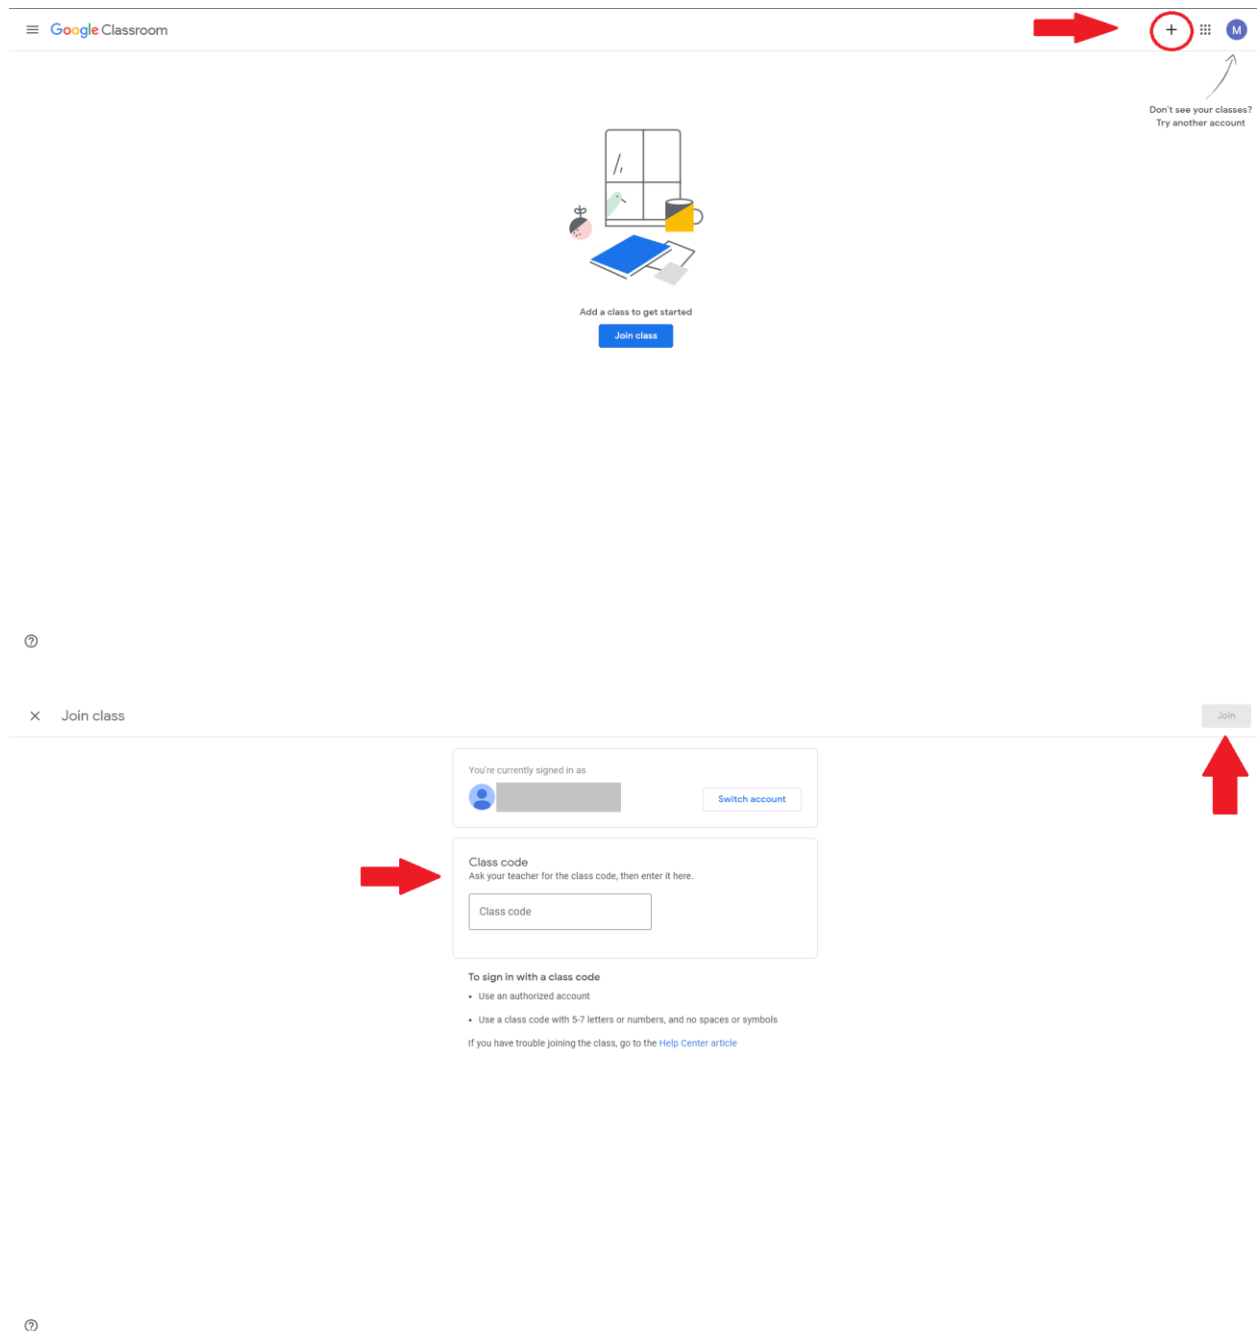 Google Classroom
M
Don't see your classes?
Try another account
Add a class to get started
Join class
Join class
Join
You're currently signed in as
Switch account
Class code
Ask your teacher for the class code, then enter it here.
Class code
To sign in with a class code
• Use an authorized account
• Use a class code with 5-7 letters or numbers, and no spaces or symbols
If you have trouble joining the class, go to the Help Center article